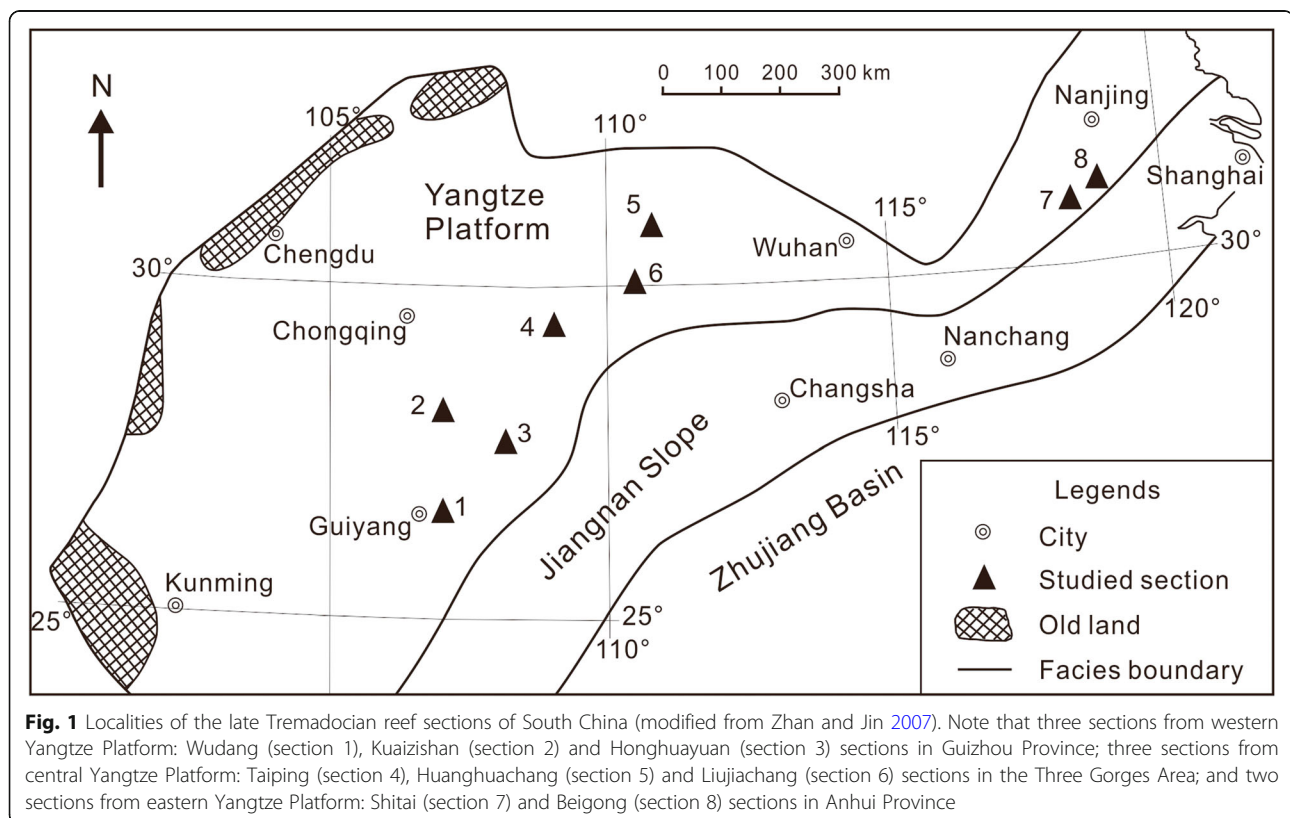 0 100 200 300 km
N
Nanjing
105°
110°
8
Shanghai
7
Yangtze
Platform
5
115°
Wuhan
Chengdu
30°
30°
6
120°
Chongqing
4
Nanchang
Changsha
2
115°
3
Jiangnan Slope
Zhujiang Basin
Legends
Guiyang
1
City
Studied section
Kunming
25°
25°
110°
Old land
Facies boundary
Fig. 1 Localities of the late Tremadocian reef sections of South China (modified from Zhan and Jin 2007). Note that three sections from western
Yangtze Platform: Wudang (section 1), Kuaizishan (section 2) and Honghuayuan (section 3) sections in Guizhou Province; three sections from
central Yangtze Platform: Taiping (section 4), Huanghuachang (section 5) and Liujiachang (section 6) sections in the Three Gorges Area; and two
sections from eastern Yangtze Platform: Shitai (section 7) and Beigong (section 8) sections in Anhui Province